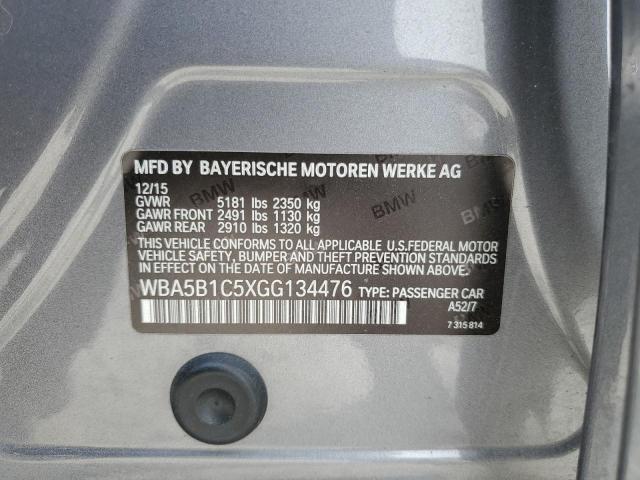 MFD BY BAYERISCHE MOTOREN WERKE AG
12/15
GVWR 5181 lbs 2350 kg
GAWR FRONT 2491 lbs 1130 kg
GAWR REAR 2910 lbs 1320 kg
THIS VEHICLE CONFORMS TO ALL APPLICABLE U.S.FEDERAL MOTOR
VEHICLE SAFETY, BUMPER AND THEFT PREVENTION STANDARDS
IN EFFECT ON THE DATE OF MANUFACTURE SHOWN ABOVE.
WBA5B1C5XGG134476 TYPE: PASSENGER CAR
A52/7
7 315 814